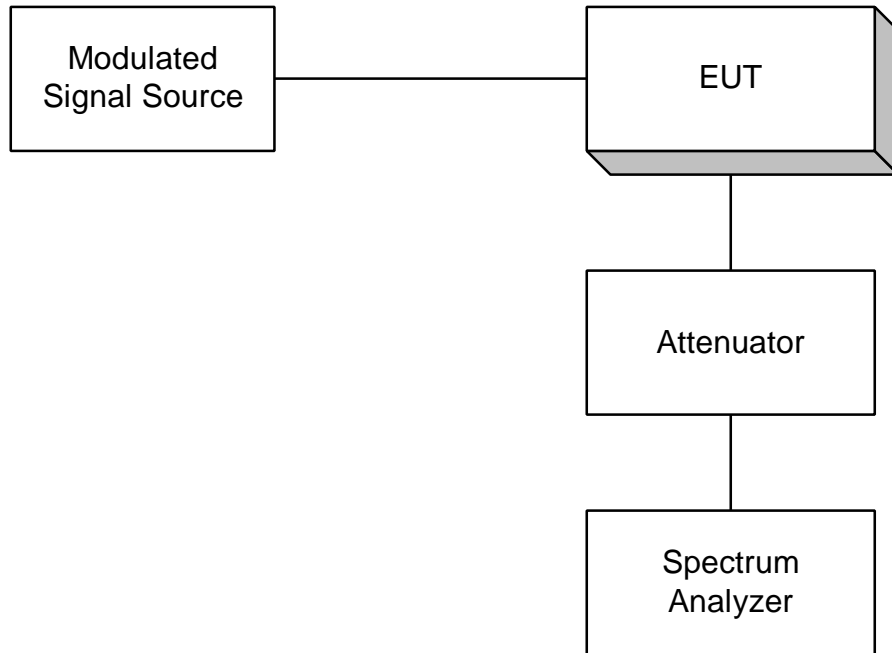 Modulated
Signal Source
EUT
Attenuator
Spectrum
Analyzer